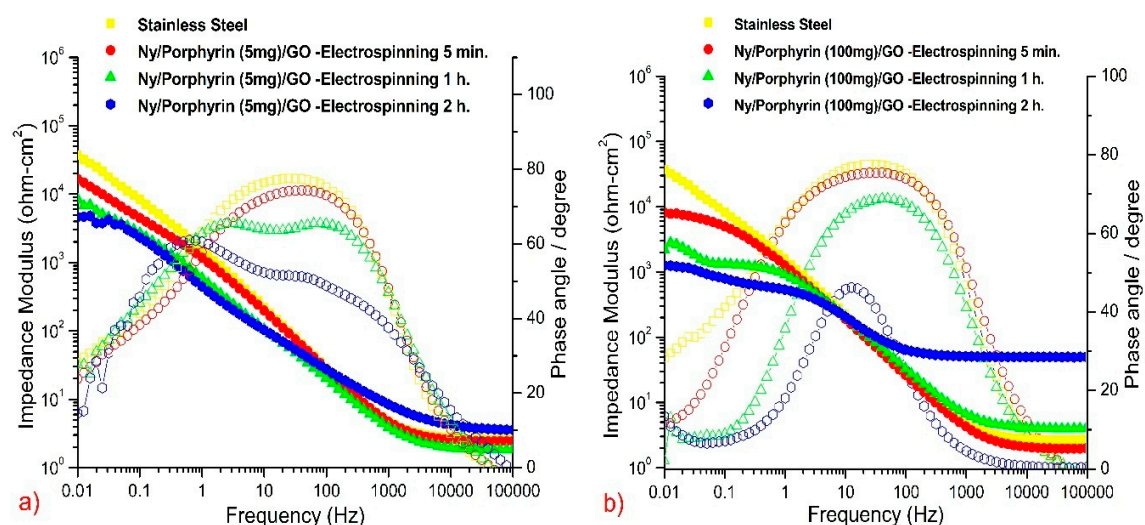 Stainless Steel
Ny/Porphyrin (5mg)/GO -Electrospinning 5 min.
Ny/Porphyrin (5mg)/GO -Electrospinning 1 h.
Ny/Porphyrin (5mg)/GO -Electrospinning 2 h.
Impedance Modulus (ohm-cm²)
10⁶
10⁵
10⁴
10³
10²
10¹
10⁰
100
80
60
40
20
0
Phase angle / degree
0.01 0.1 1 10 100 1000 10000 100000
Frequency (Hz)
a)
Stainless Steel
Ny/Porphyrin (100mg)/GO -Electrospinning 5 min.
Ny/Porphyrin (100mg)/GO -Electrospinning 1 h.
Ny/Porphyrin (100mg)/GO -Electrospinning 2 h.
Impedance Modulus (ohm-cm²)
10⁶
10⁵
10⁴
10³
10²
10¹
10⁰
100
80
60
40
20
0
Phase angle / degree
0.01 0.1 1 10 100 1000 10000 100000
Frequency (Hz)
b)